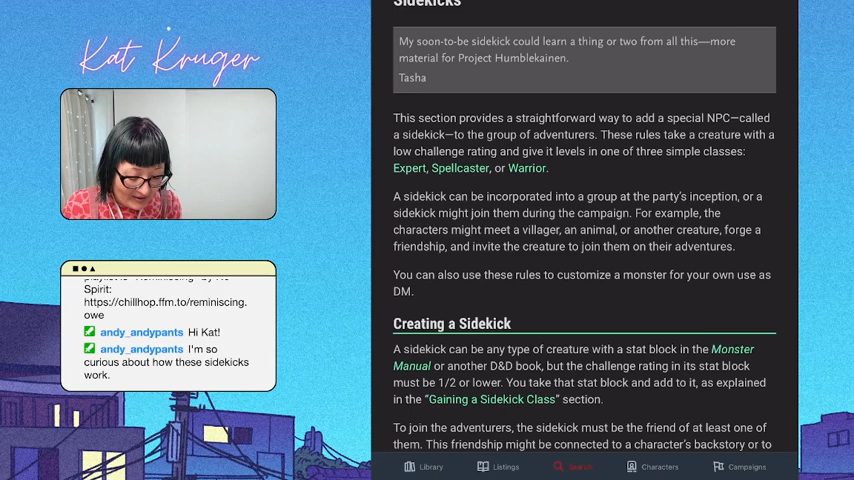 Kat Kruger
Spirit:
https://chillhop.ffm.to/reminiscing.
owe
andy_andypants Hi Kat!
andy_andypants I'm so
curious about how these sidekicks
work.
Sidekicks
My soon-to-be sidekick could learn a thing or two from all this—more
material for Project Humblekainen.
Tasha
This section provides a straightforward way to add a special NPC—called
a sidekick—to the group of adventurers. These rules take a creature with a
low challenge rating and give it levels in one of three simple classes:
Expert, Spellcaster, or Warrior.
A sidekick can be incorporated into a group at the party's inception, or a
sidekick might join them during the campaign. For example, the
characters might meet a villager, an animal, or another creature, forge a
friendship, and invite the creature to join them on their adventures.
You can also use these rules to customize a monster for your own use as
DM.
Creating a Sidekick
A sidekick can be any type of creature with a stat block in the Monster
Manual or another D&D book, but the challenge rating in its stat block
must be 1/2 or lower. You take that stat block and add to it, as explained
in the “Gaining a Sidekick Class” section.
To join the adventurers, the sidekick must be the friend of at least one of
them. This friendship might be connected to a character's backstory or to
Library Listings Search Characters Campaigns